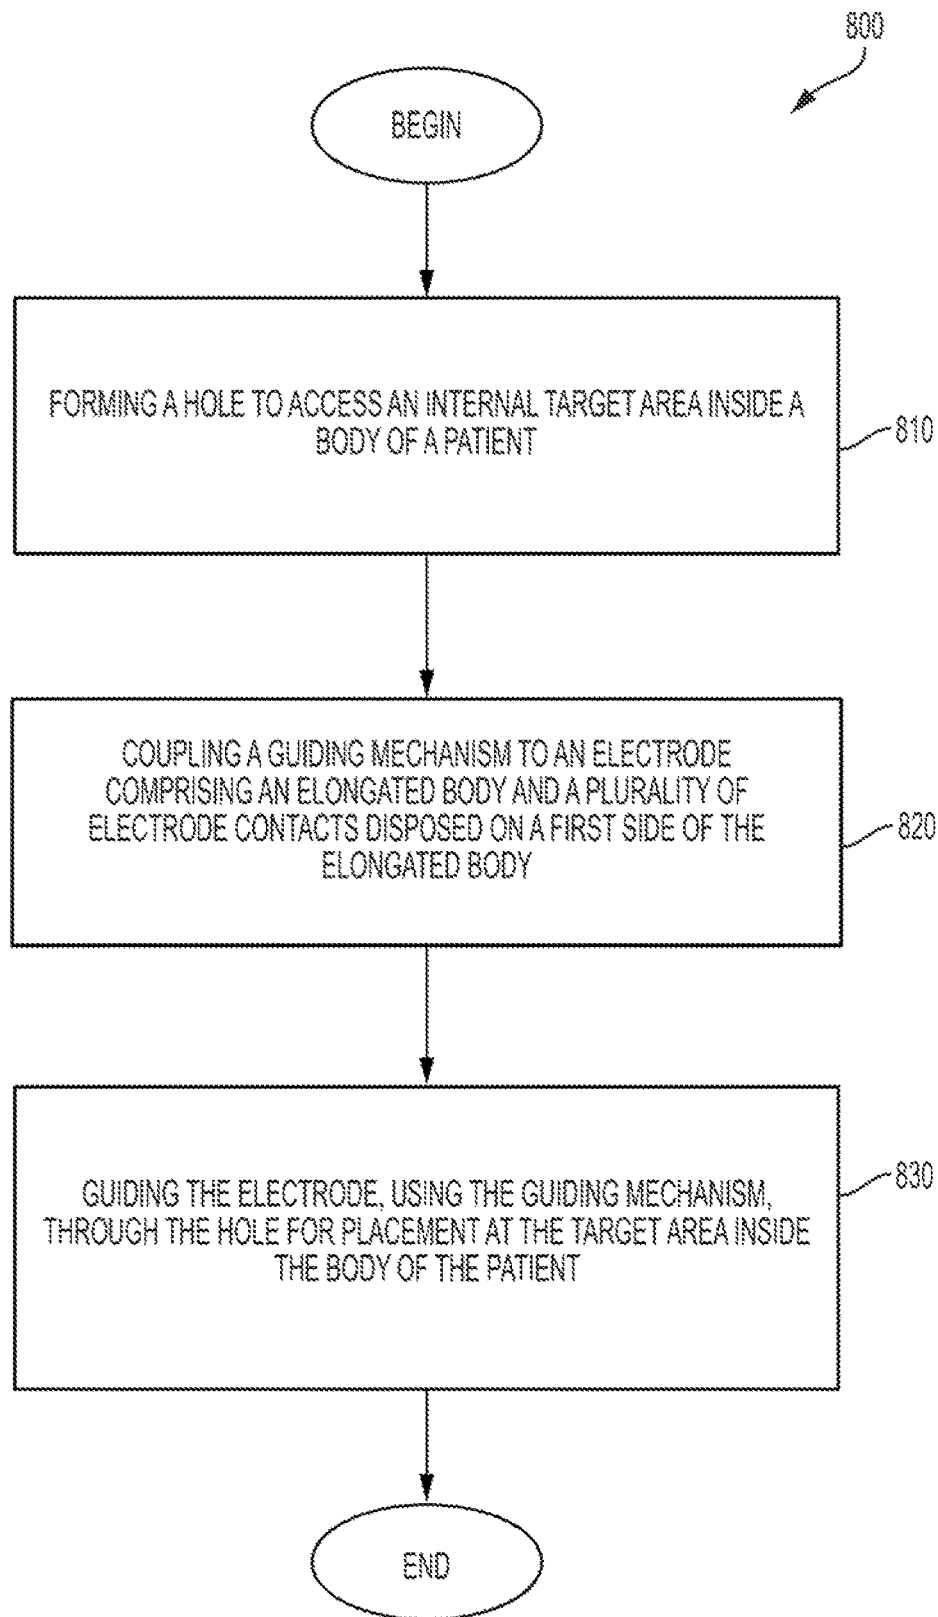 800
BEGIN
FORMING A HOLE TO ACCESS AN INTERNAL TARGET AREA INSIDE A
BODY OF A PATIENT
810
COUPLING A GUIDING MECHANISM TO AN ELECTRODE
COMPRISING AN ELONGATED BODY AND A PLURALITY OF
ELECTRODE CONTACTS DISPOSED ON A FIRST SIDE OF THE
ELONGATED BODY
820
GUIDING THE ELECTRODE, USING THE GUIDING MECHANISM,
THROUGH THE HOLE FOR PLACEMENT AT THE TARGET AREA INSIDE
THE BODY OF THE PATIENT
830
END